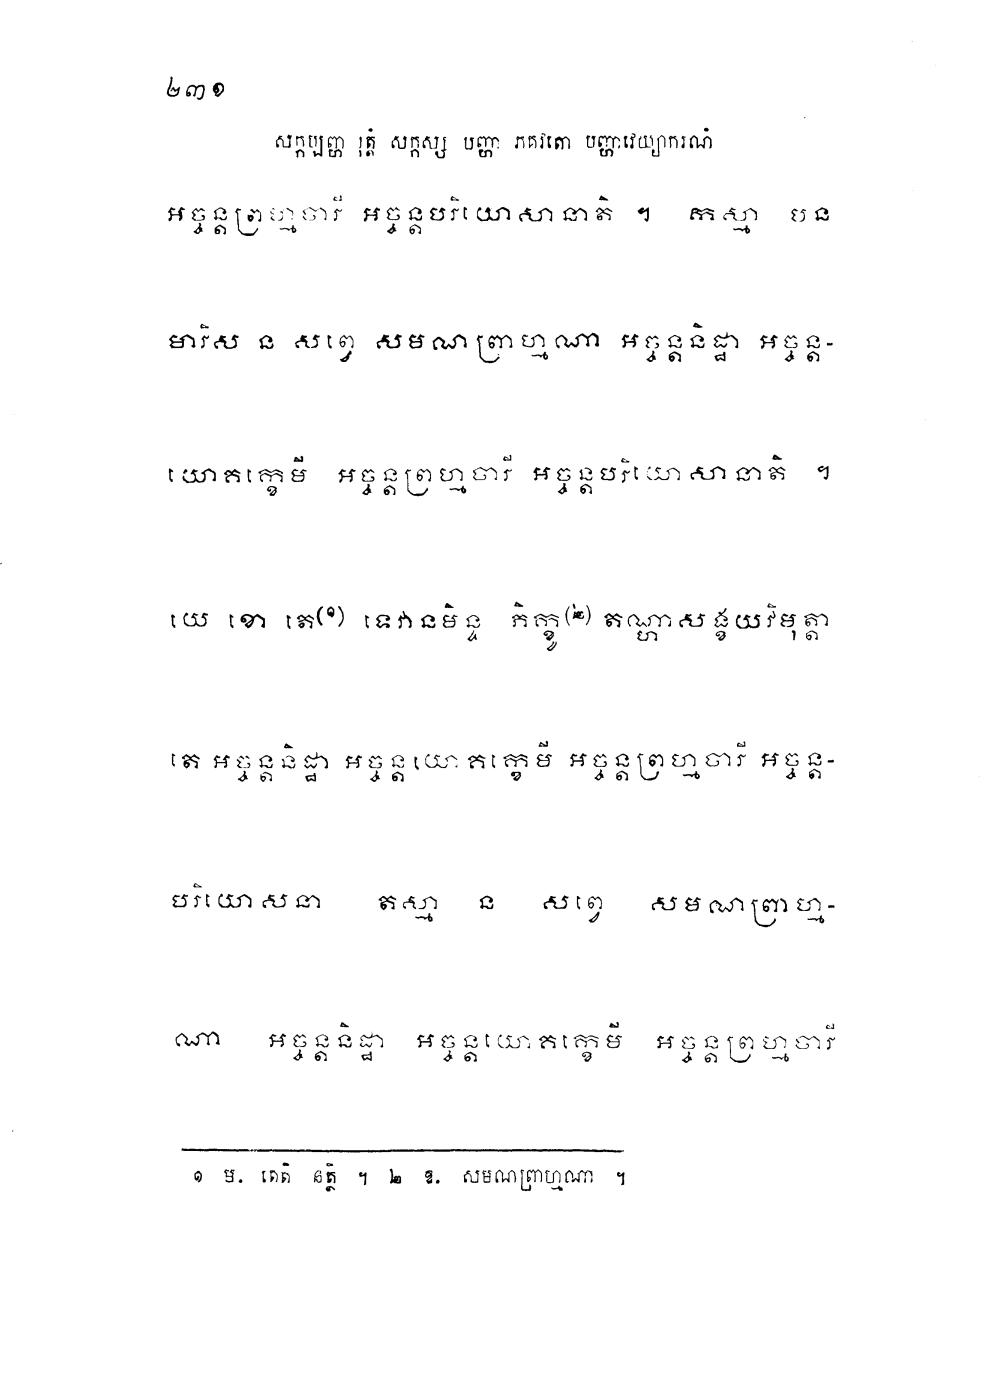 ២៣១
សក្កប្បញ្ហ វុត្តំ សក្កស្ស បញ្ហា ភគវតោ បញ្ហាវេយ្យាករណំ
អច្ចន្តព្រហ្មចារី អច្ចន្តបរិយោសានាតិ ។ កស្មា បន
មារិស ន សព្វេ សមណព្រាហ្មណា អច្ចន្តនិដ្ឋា អច្ចន្ត-
យោគក្ខេមី អច្ចន្តព្រហ្មចារី អច្ចន្តបរិយោសានាតិ ។
យេ ខោ តេ(១) ទេវានមិន្ទ ភិក្ខូ(២) តណ្ហាសង្ខយវិមុត្តា
តេ អច្ចន្តនិដ្ឋា អច្ចន្តយោគក្ខេមី អច្ចន្តព្រហ្មចារី អច្ចន្ត-
បរិយោសនា តស្មា ន សព្វេ សមណព្រាហ្ម-
ណា អច្ចន្តនិដ្ឋា អច្ចន្តយោគក្ខេមី អច្ចន្តព្រហ្មចារី
១ ម. តេតិ នត្ថិ ។ ២ ឱ. សមណព្រាហ្មណា ។